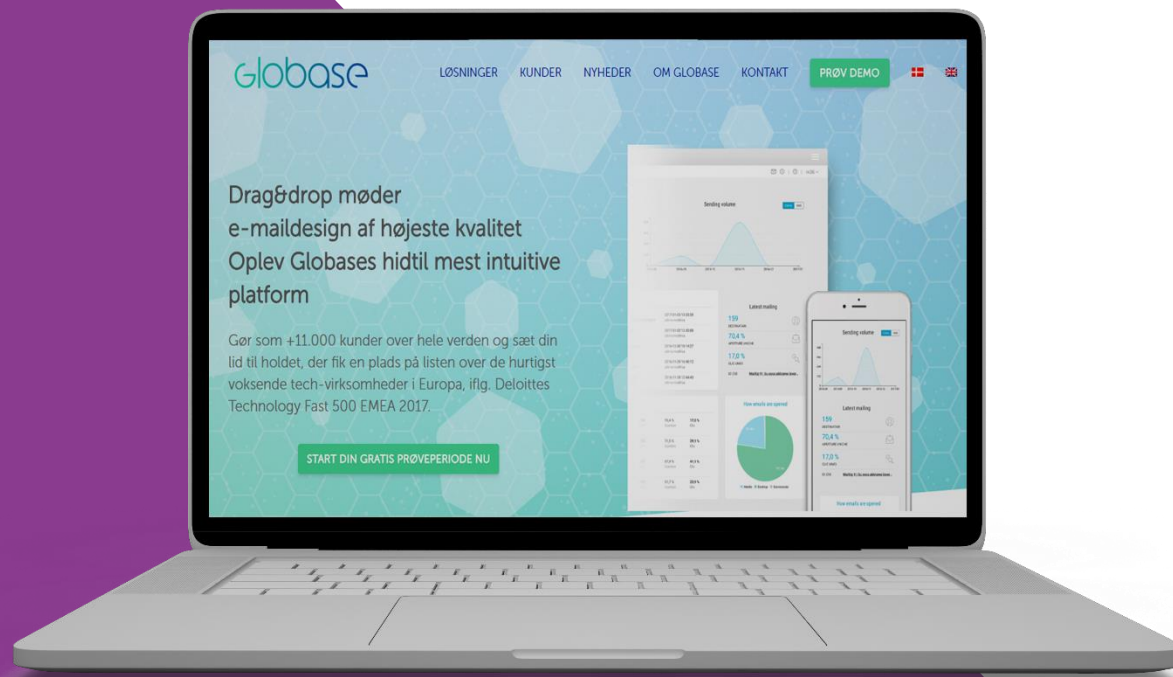 Globase
LØSNINGER KUNDER NYHEDER OM GLOBASE KONTAKT PRØV DEMO
Drag&drop møder
e-maildesign af højeste kvalitet
Oplev Globases hidtil mest intuitive
platform
Gør som +11.000 kunder over hele verden og sæt din
lid til holdet, der fik en plads på listen over de hurtigst
voksende tech-virksomheder i Europa, iflg. Deloittes
Technology Fast 500 EMEA 2017.
START DIN GRATIS PRØVEPERIODE NU
Sending volume
Latest mailing
159
70,4 %
17,0 %
How emails are opened
Sending volume
Latest mailing
159
70,4 %
17,0 %
How emails are opened